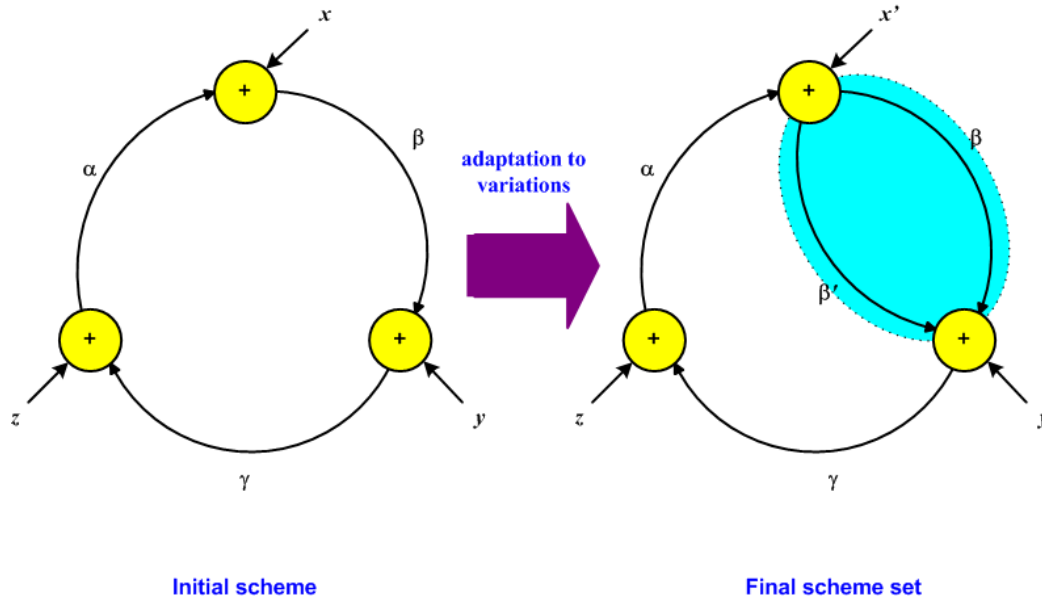 x
x'
+
+
β
β
α
α
adaptation to
variations
β'
+
+
+
+
z
y
z
γ
γ
Initial scheme
Final scheme set